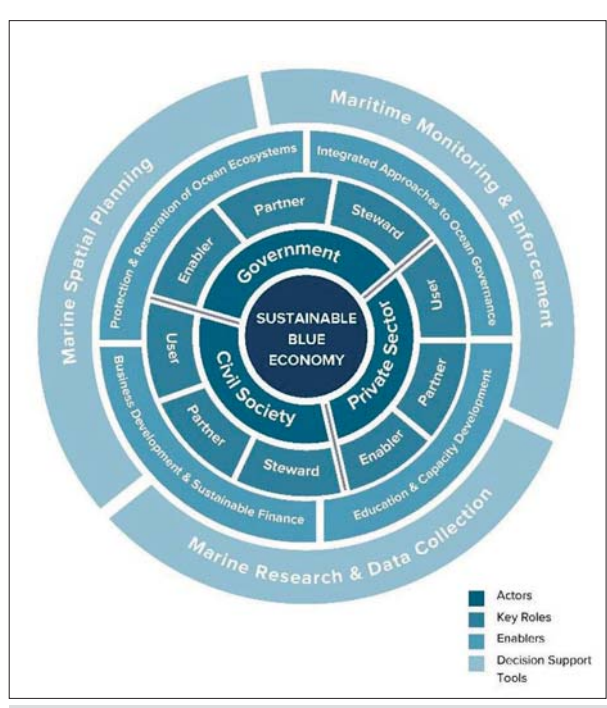 SUSTAINABLE
BLUE
ECONOMY
Government
Private Sector
Civil Society
Enabler
Partner
Steward
User
Partner
Enabler
Steward
Partner
User
Protection & Restoration of Ocean Ecosystems
Integrated Approaches to Ocean Governance
Education & Capacity Development
Business Development & Sustainable Finance
Marine Spatial Planning
Maritime Monitoring & Enforcement
Marine Research & Data Collection
Actors
Key Roles
Enablers
Decision Support
Tools